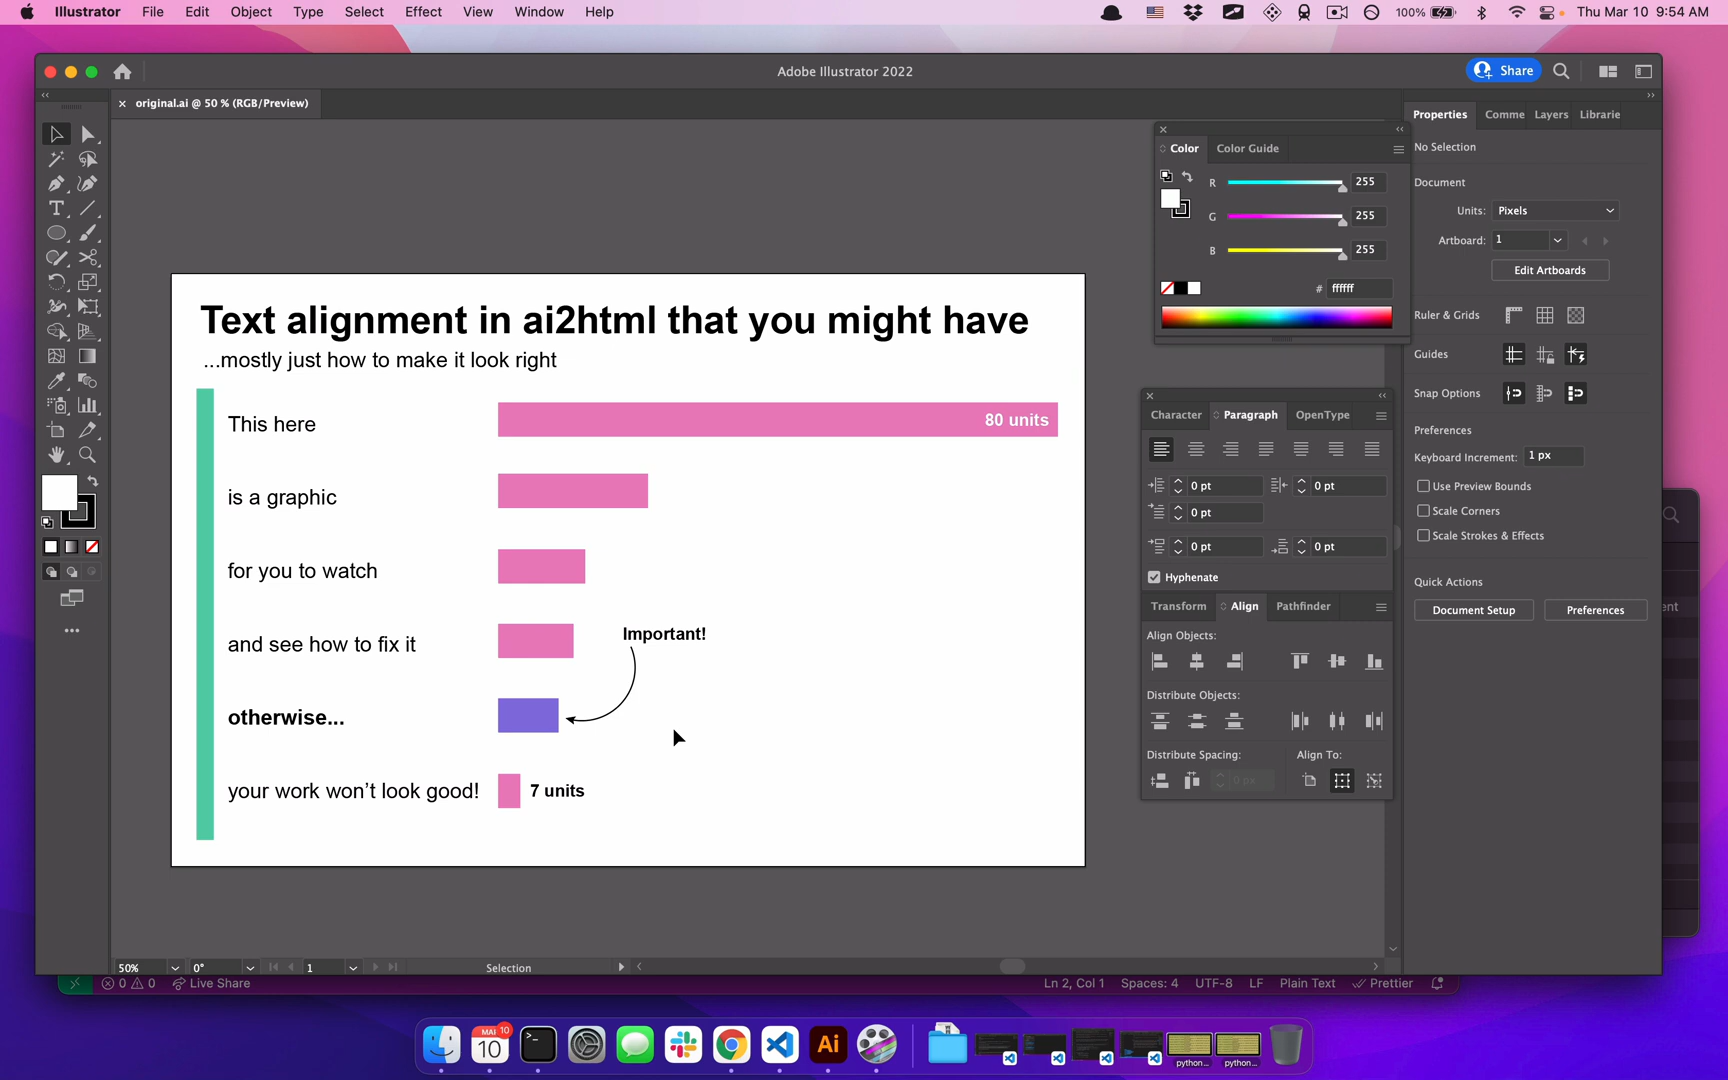 Illustrator File Edit Object Type Select Effect View Window Help 100% Thu Mar 10 9:54 AM
Adobe Illustrator 2022
Share
original.ai @ 50 % (RGB/Preview)
Properties Comme Layers Librarie
No Selection
Document
Units: Pixels
Artboard: 1
Edit Artboards
Ruler & Grids
Guides
Snap Options
Preferences
Keyboard Increment: 1 px
Use Preview Bounds
Scale Corners
Scale Strokes & Effects
Quick Actions
Document Setup Preferences
Color Color Guide
R 255
G 255
B 255
# ffffff
Character Paragraph OpenType
0 pt 0 pt
0 pt
0 pt 0 pt
Hyphenate
Transform Align Pathfinder
Align Objects:
Distribute Objects:
Distribute Spacing: Align To:
0 px
Text alignment in ai2html that you might have
...mostly just how to make it look right
This here
80 units
is a graphic
for you to watch
and see how to fix it
Important!
otherwise...
your work won’t look good!
7 units
50% 0° 1 Selection
0 0 Live Share Ln 2, Col 1 Spaces: 4 UTF-8 LF Plain Text Prettier
ent
MAR 10
10
>_
Ai
python...
python...